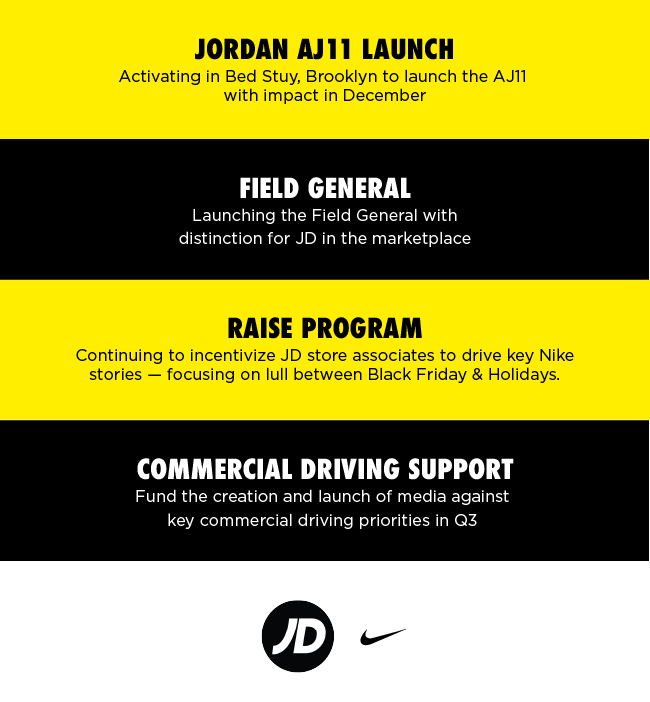 JORDAN AJ11 LAUNCH
Activating in Bed Stuy, Brooklyn to launch the AJ11
with impact in December
FIELD GENERAL
Launching the Field General with
distinction for JD in the marketplace
RAISE PROGRAM
Continuing to incentivize JD store associates to drive key Nike
stories — focusing on lull between Black Friday & Holidays.
COMMERCIAL DRIVING SUPPORT
Fund the creation and launch of media against
key commercial driving priorities in Q3
JD